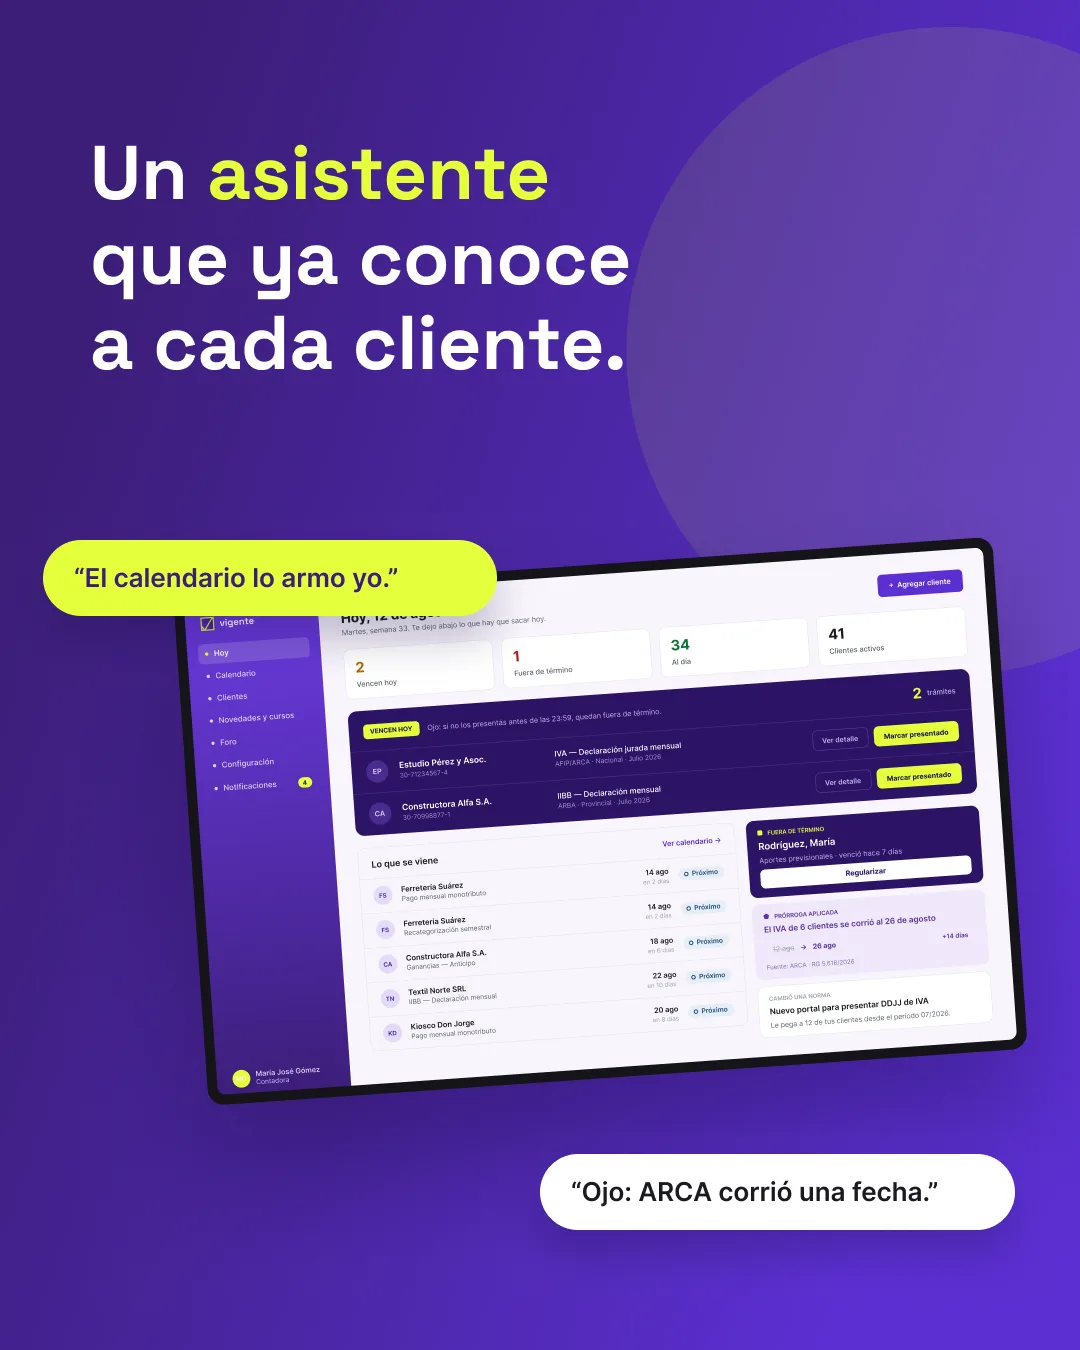 Un asistente
que ya conoce
a cada cliente.
“El calendario lo armo yo.”
vigente
Hoy
Calendario
Clientes
Novedades y cursos
Foro
Configuración
Notificaciones 4
María José Gómez
Contadora
Hoy, 12 de
Martes, semana 33. Te dejo abajo lo que hay que sacar hoy.
+ Agregar cliente
2
Vencen hoy
1
Fuera de término
34
Al día
41
Clientes activos
VENCEN HOY Ojo: si no los presentás antes de las 23:59, quedan fuera de término. 2 trámites
EP Estudio Pérez y Asoc.
30-71234567-4
IVA — Declaración jurada mensual
AFIP/ARCA · Nacional · Julio 2026
Ver detalle Marcar presentado
CA Constructora Alfa S.A.
30-70998877-1
IIBB — Declaración mensual
ARBA · Provincial · Julio 2026
Ver detalle Marcar presentado
Lo que se viene Ver calendario →
FS Ferretería Suárez
Pago mensual monotributo
14 ago
en 2 días
Próximo
FS Ferretería Suárez
Recategorización semestral
14 ago
en 2 días
Próximo
CA Constructora Alfa S.A.
Ganancias — Anticipo
18 ago
en 6 días
Próximo
TN Textil Norte SRL
IIBB — Declaración mensual
22 ago
en 10 días
Próximo
KD Kiosco Don Jorge
Pago mensual monotributo
20 ago
en 8 días
Próximo
FUERA DE TÉRMINO
Rodríguez, María
Aportes previsionales · venció hace 7 días
Regularizar
PRÓRROGA APLICADA
El IVA de 6 clientes se corrió al 26 de agosto
12 ago → 26 ago +14 días
Fuente: ARCA · RG 5.616/2026
CAMBIÓ UNA NORMA
Nuevo portal para presentar DDJJ de IVA
Le pega a 12 de tus clientes desde el período 07/2026.
“Ojo: ARCA corrió una fecha.”